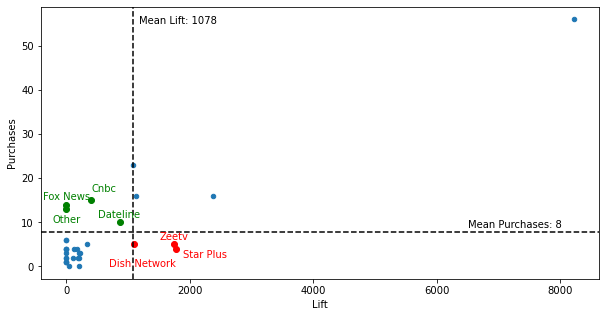 Mean Lift: 1078
50
40
30
Purchases
20
Cnbc
Fox News
Dateline
Other
10
Mean Purchases: 8
Zeetv
Star Plus
Dish Network
0
0
2000
4000
6000
8000
Lift